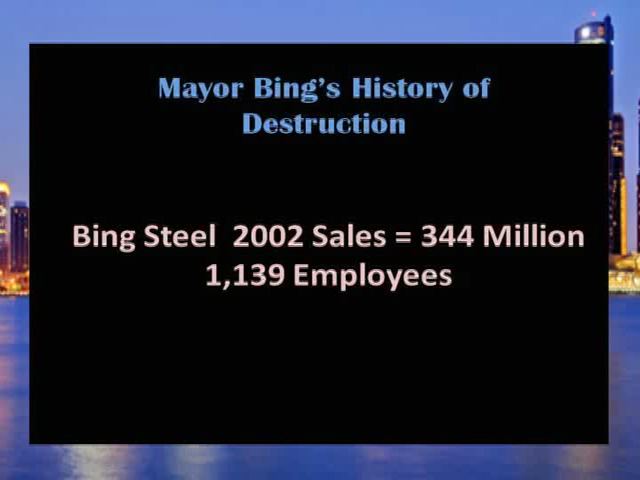 Mayor Bing's History of
Destruction
Bing Steel  2002 Sales = 344 Million
1,139 Employees